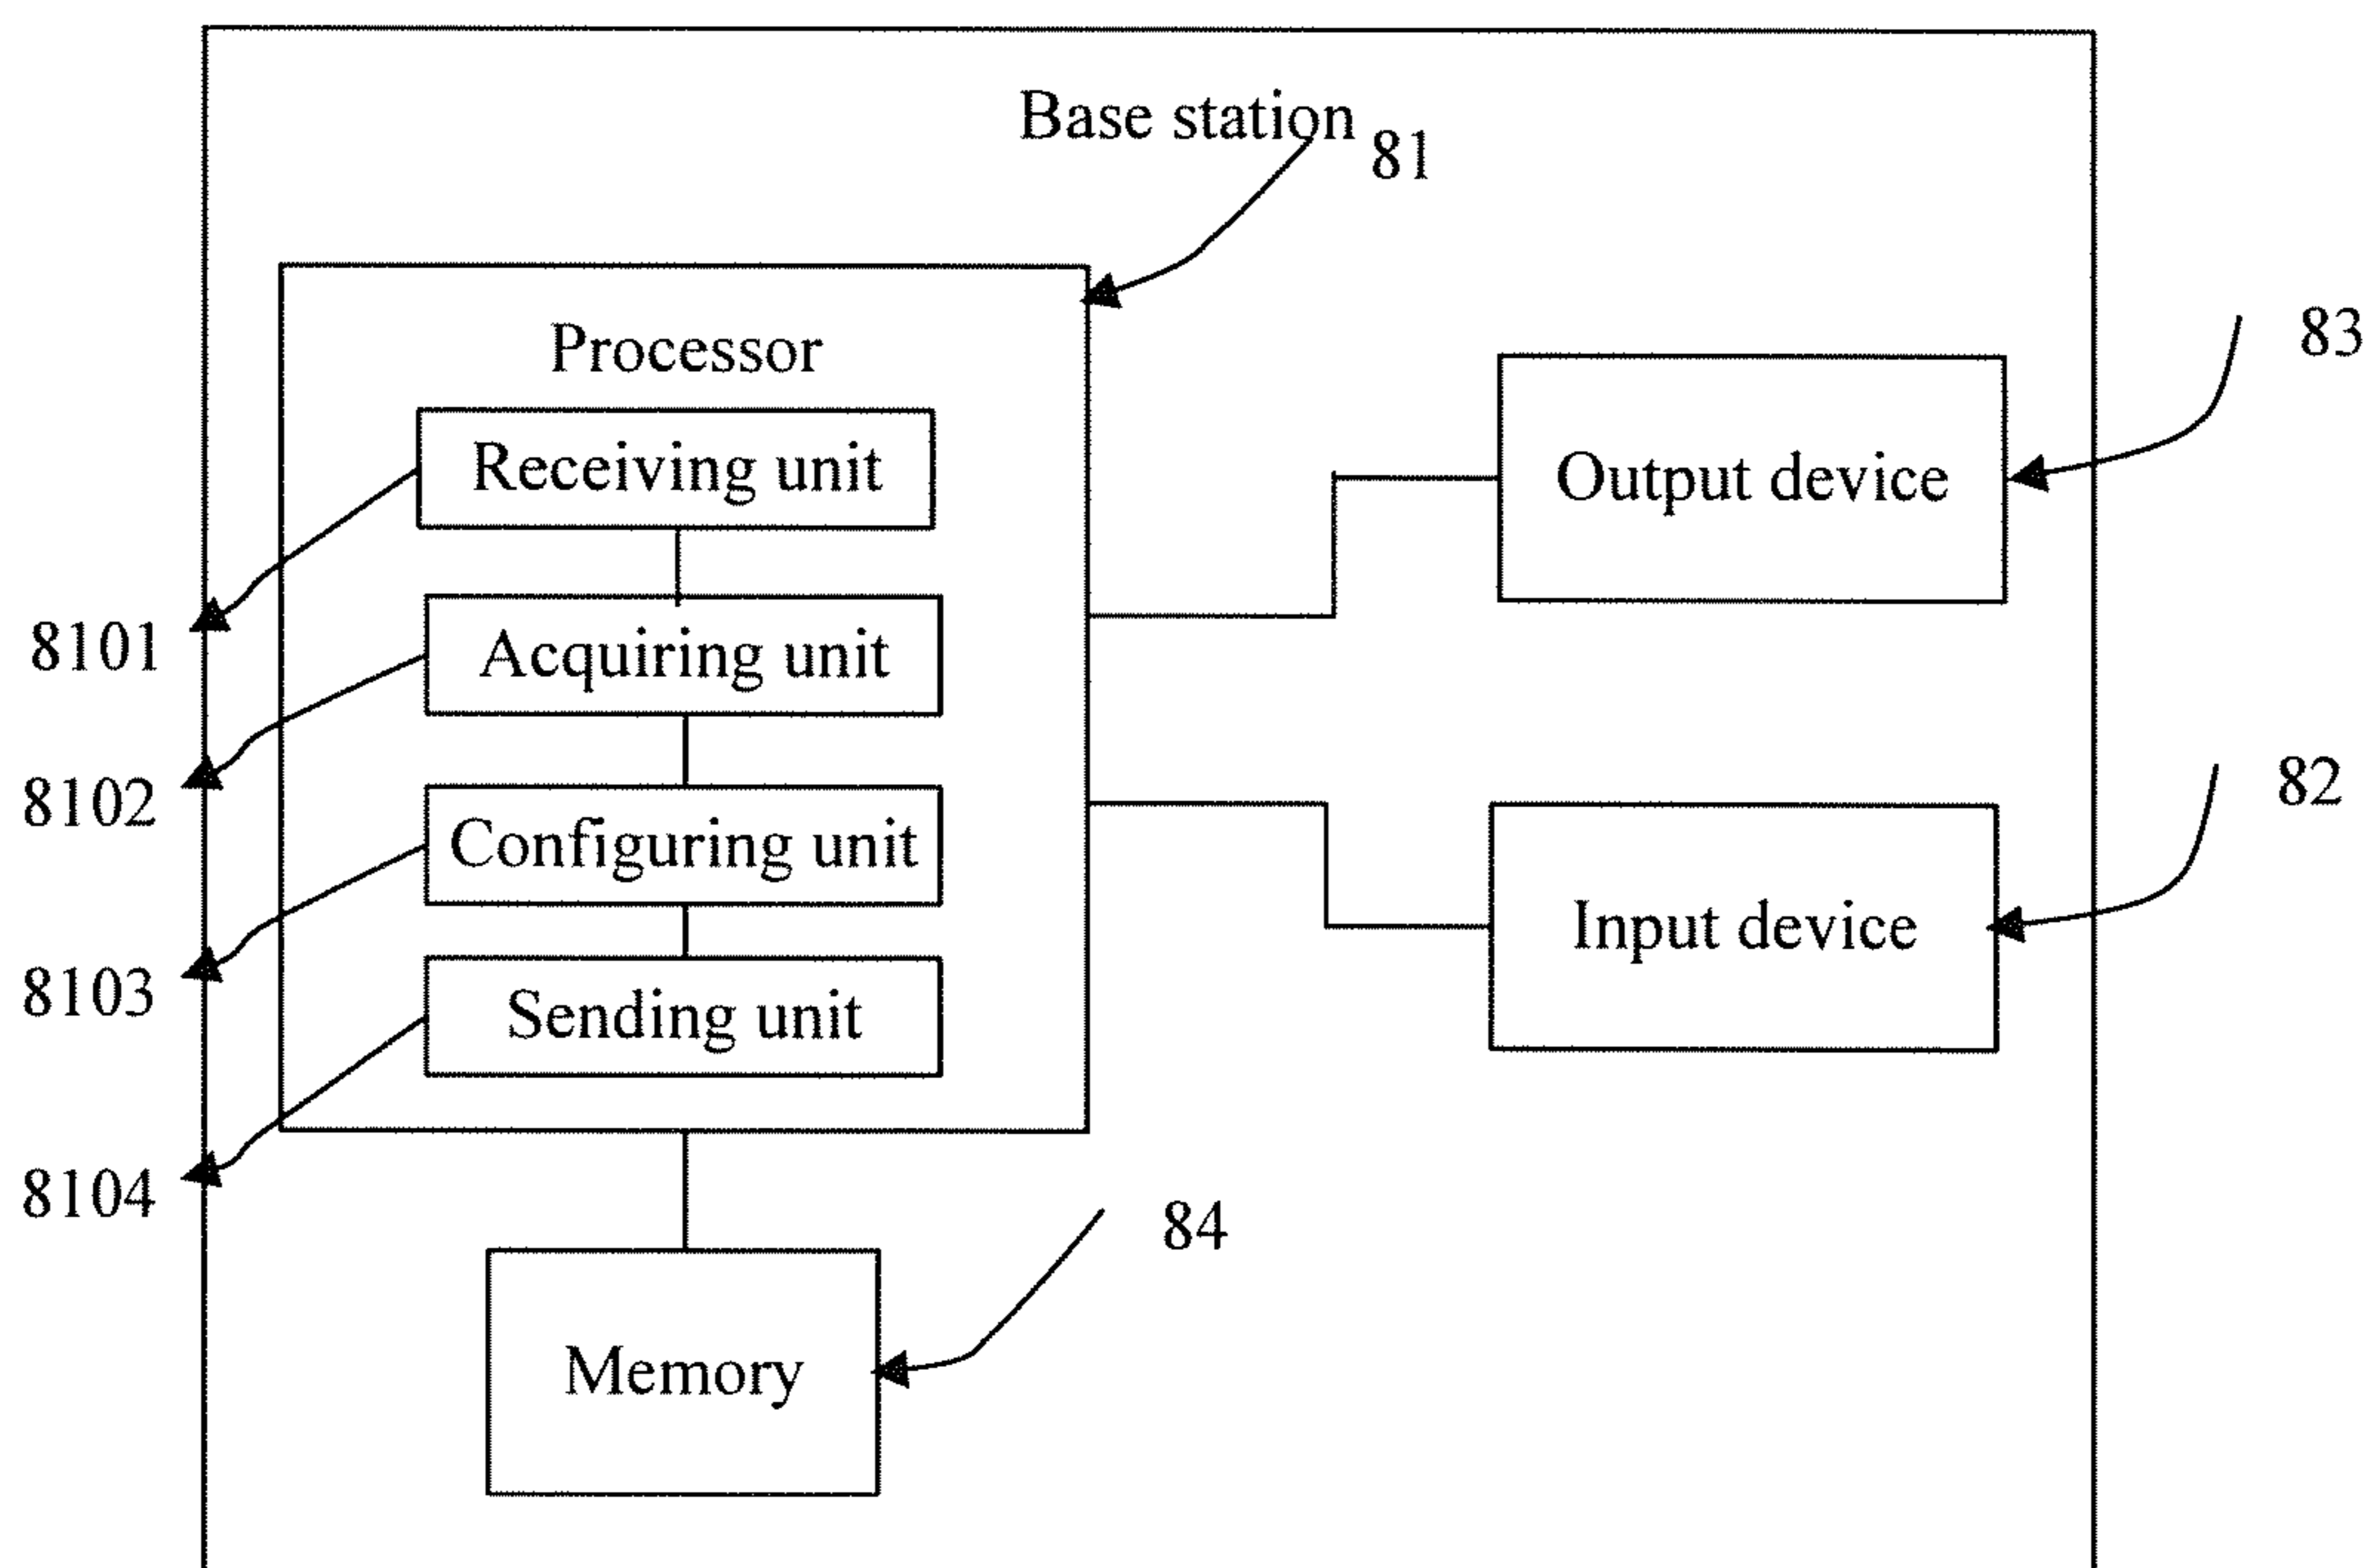 Base station
81
Processor
83
Receiving unit
Output device
8101
Acquiring unit
8102
82
Configuring unit
Input device
8103
Sending unit
8104
84
Memory